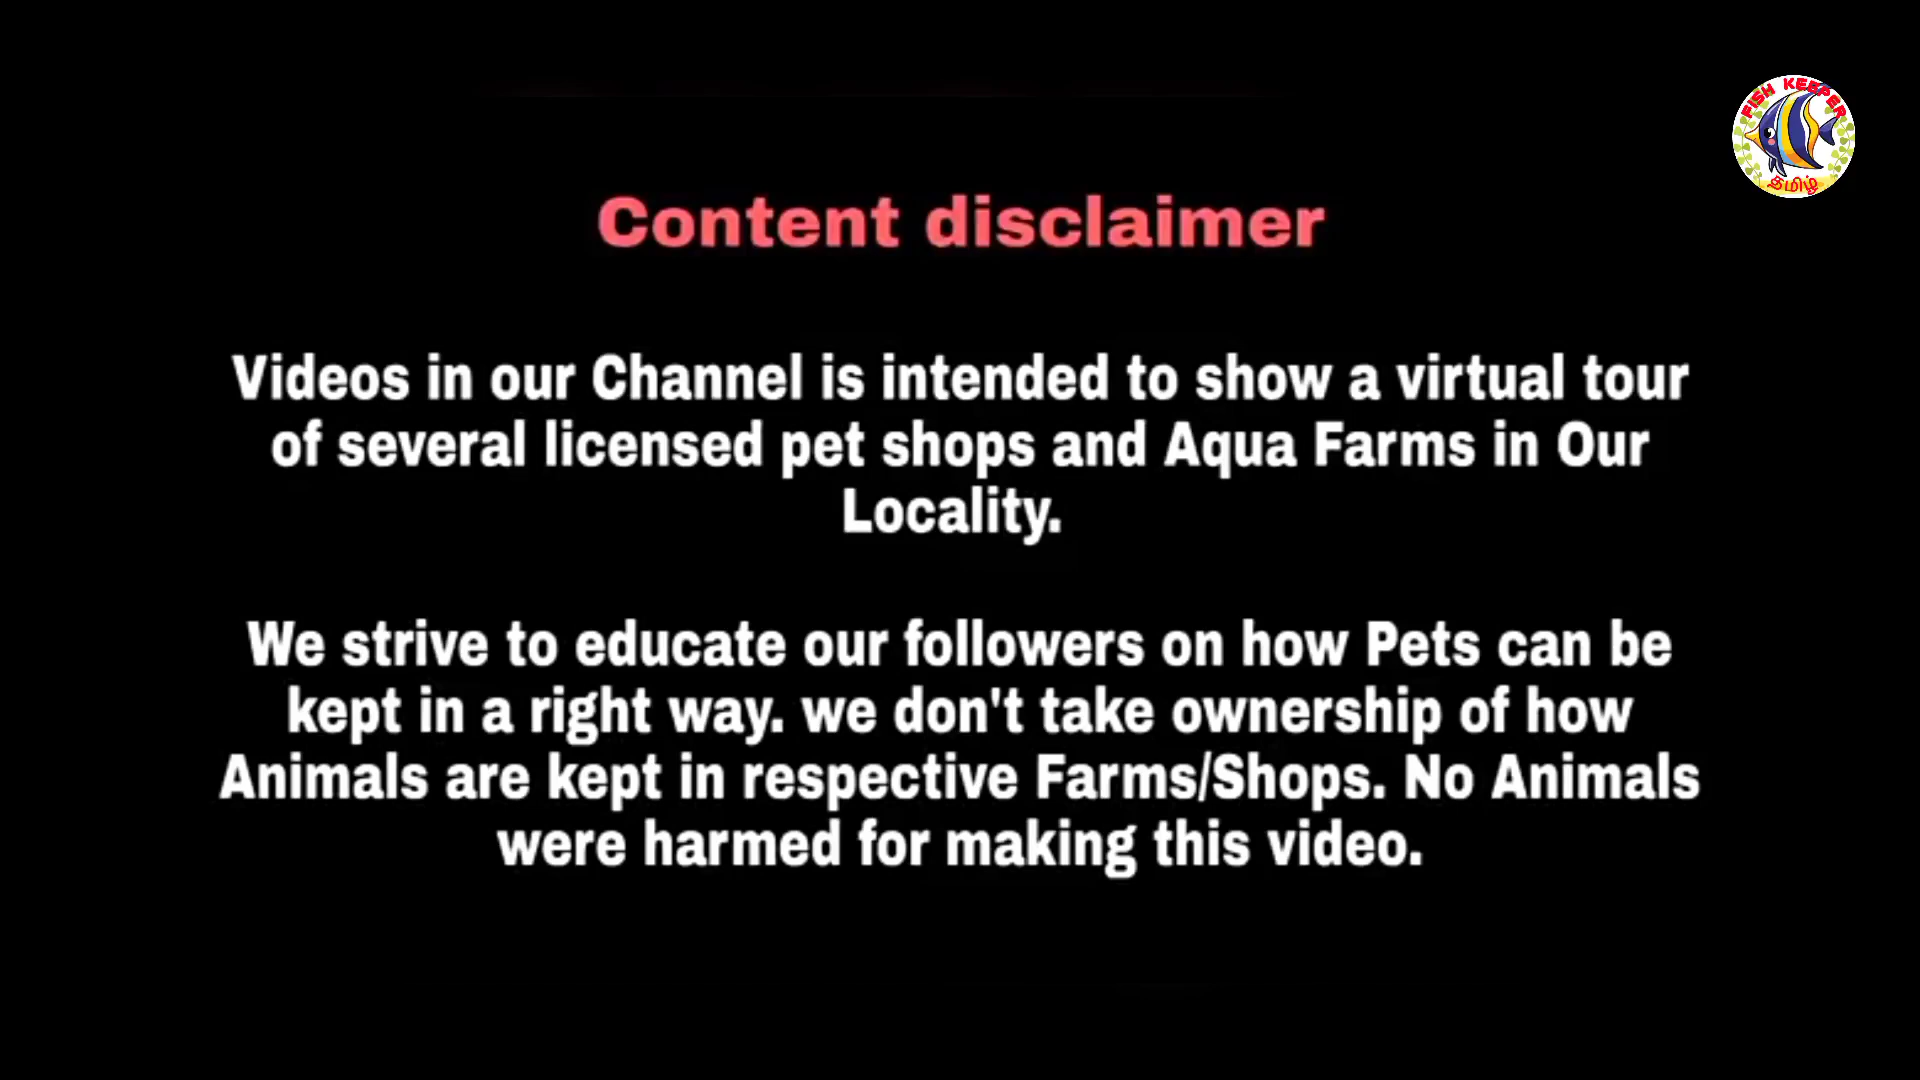 FISH KEEPER
தமிழ்
Content disclaimer
Videos in our Channel is intended to show a virtual tour
of several licensed pet shops and Aqua Farms in Our
Locality.
We strive to educate our followers on how Pets can be
kept in a right way. we don't take ownership of how
Animals are kept in respective Farms/Shops. No Animals
were harmed for making this video.